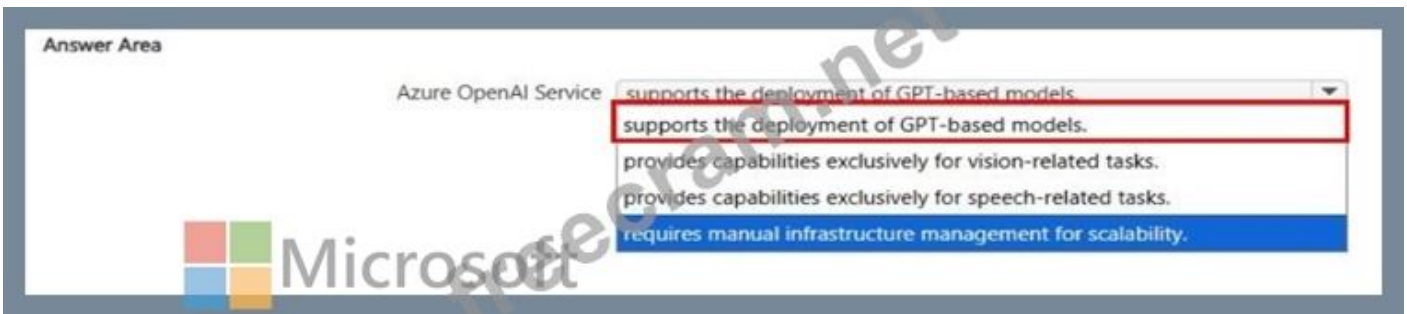 Answer Area
Azure OpenAI Service supports the deployment of GPT-based models.
supports the deployment of GPT-based models.
provides capabilities exclusively for vision-related tasks.
provides capabilities exclusively for speech-related tasks.
requires manual infrastructure management for scalability.
Microsoft
freecram.net